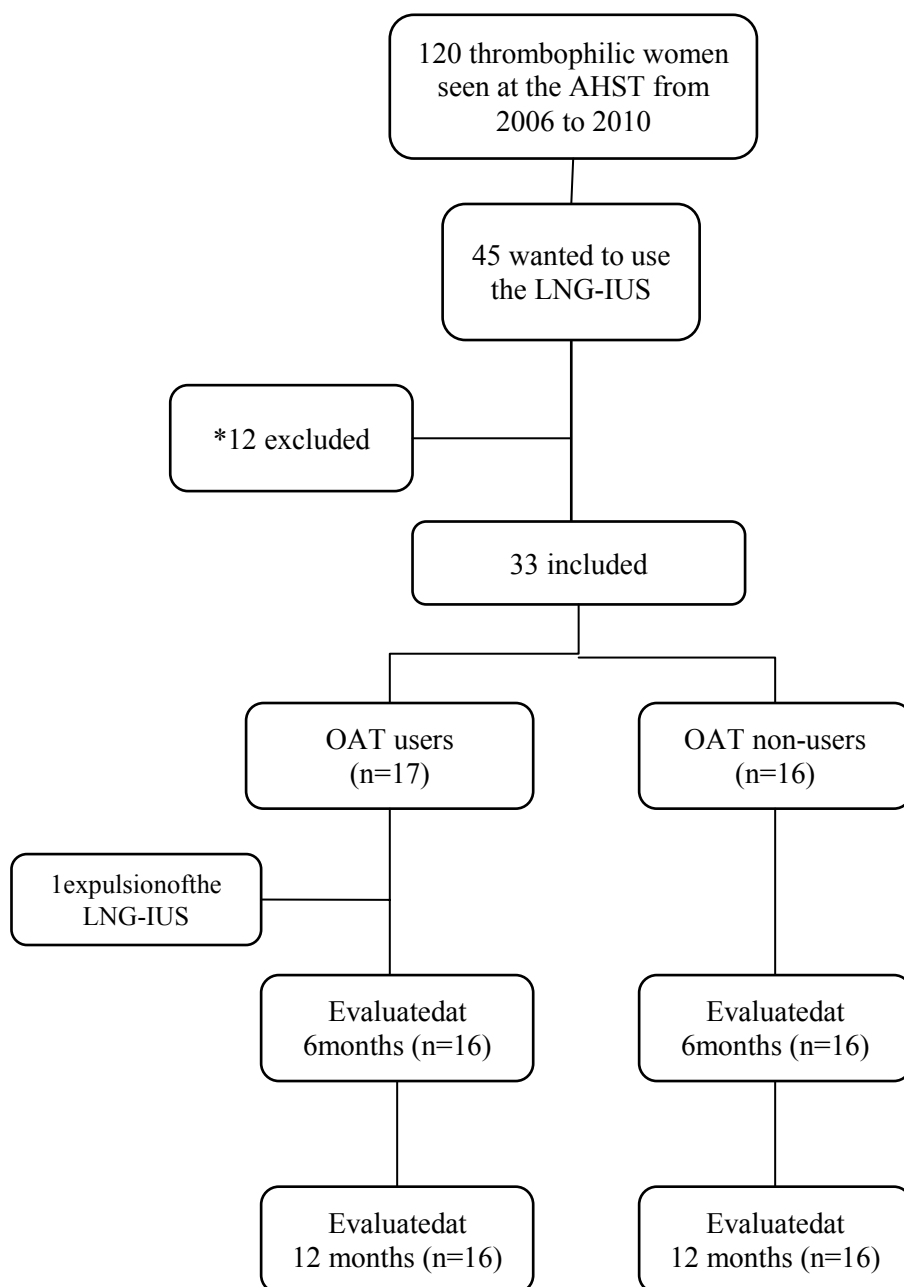 120 thrombophilic women
seen at the AHST from
2006 to 2010
45 wanted to use
the LNG-IUS
*12 excluded
33 included
OAT users
(n=17)
OAT non-users
(n=16)
1expulsionofthe
LNG-IUS
Evaluatedat
6months (n=16)
Evaluatedat
6months (n=16)
Evaluatedat
12 months (n=16)
Evaluatedat
12 months (n=16)